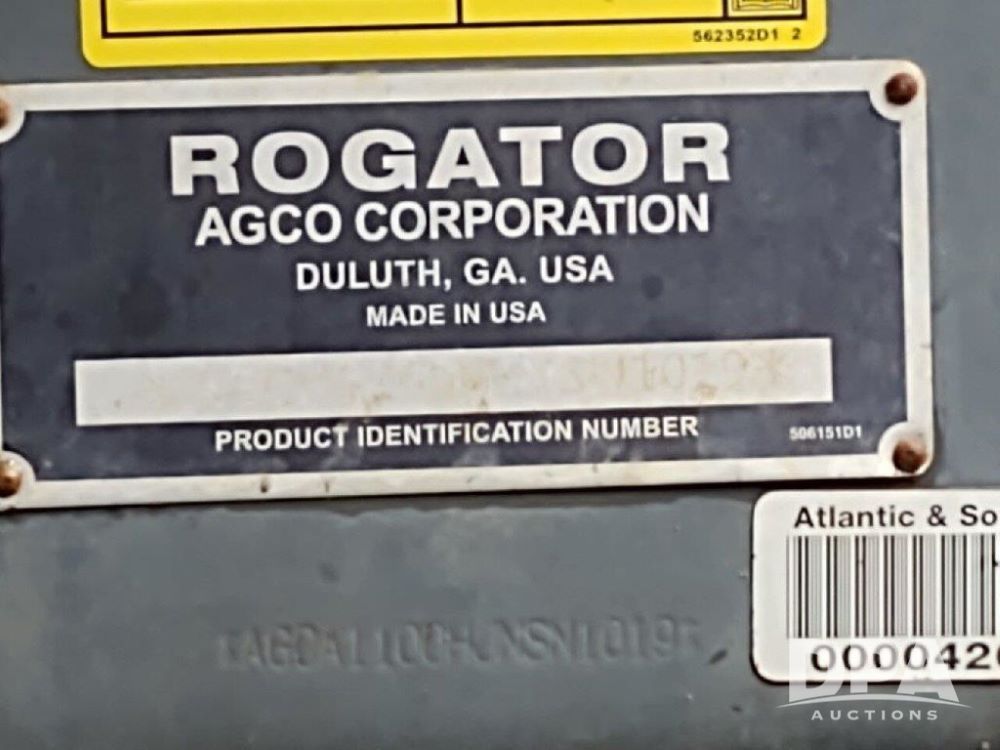 562352D1 2
ROGATOR
AGCO CORPORATION
DULUTH, GA. USA
MADE IN USA
PRODUCT IDENTIFICATION NUMBER
506151D1
Atlantic & So
0000420
AUCTIONS